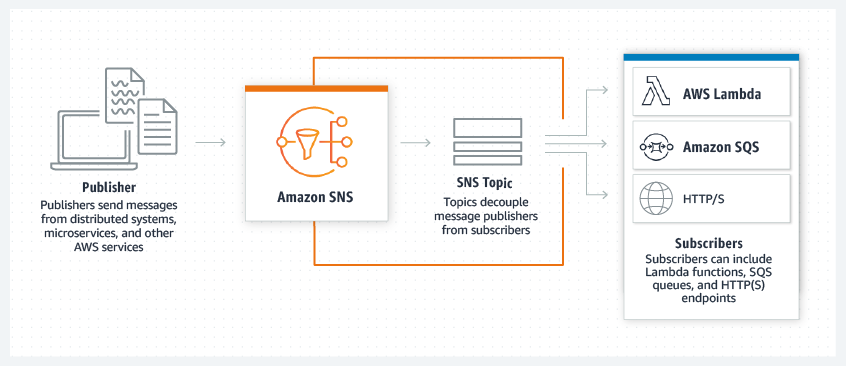 Publisher
Publishers send messages
from distributed systems,
microservices, and other
AWS services
Amazon SNS
SNS Topic
Topics decouple
message publishers
from subscribers
AWS Lambda
Amazon SQS
HTTP/S
Subscribers
Subscribers can include
Lambda functions, SQS
queues, and HTTP(S)
endpoints